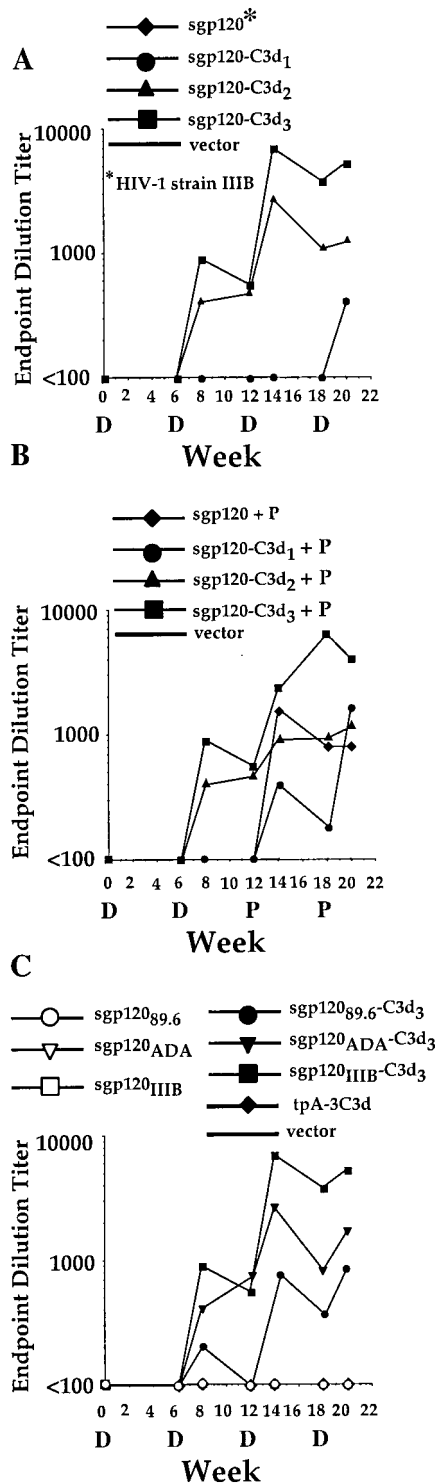 A
sgp120*
sgp120-C3d1
sgp120-C3d2
sgp120-C3d3
vector
*HIV-1 strain IIIB
Endpoint Dilution Titer
10000
1000
<100
0 2 4 6 8 10 12 14 16 18 20 22
D D D D
Week
B
sgp120 + P
sgp120-C3d1 + P
sgp120-C3d2 + P
sgp120-C3d3 + P
vector
Endpoint Dilution Titer
10000
1000
<100
0 2 4 6 8 10 12 14 16 18 20 22
D D P P
Week
C
sgp12089.6
sgp120ADA
sgp120IIIB
sgp12089.6-C3d3
sgp120ADA-C3d3
sgp120IIIB-C3d3
tpA-3C3d
vector
Endpoint Dilution Titer
10000
1000
<100
0 2 4 6 8 10 12 14 16 18 20 22
D D D D
Week